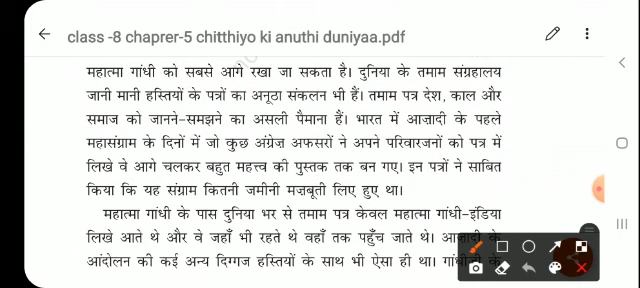 class -8 chaprer-5 chitthiyo ki anuthi duniyaa.pdf
महात्मा गांधी को सबसे आगे रखा जा सकता है। दुनिया के तमाम संग्रहालय
जानी मानी हस्तियों के पत्रों का अनूठा संकलन भी हैं। तमाम पत्र देश, काल और
समाज को जानने-समझने का असली पैमाना हैं। भारत में आज़ादी के पहले
महासंग्राम के दिनों में जो कुछ अंग्रेज़ अफसरों ने अपने परिवारजनों को पत्र में
लिखे वे आगे चलकर बहुत महत्त्व की पुस्तक तक बन गए। इन पत्रों ने साबित
किया कि यह संग्राम कितनी जमीनी मज़बूती लिए हुए था।
महात्मा गांधी के पास दुनिया भर से तमाम पत्र केवल महात्मा गांधी-इंडिया
लिखे आते थे और वे जहाँ भी रहते थे वहाँ तक पहुँच जाते थे। आज़ादी के
आंदोलन की कई अन्य दिग्गज हस्तियों के साथ भी ऐसा ही था। गांधीजी के